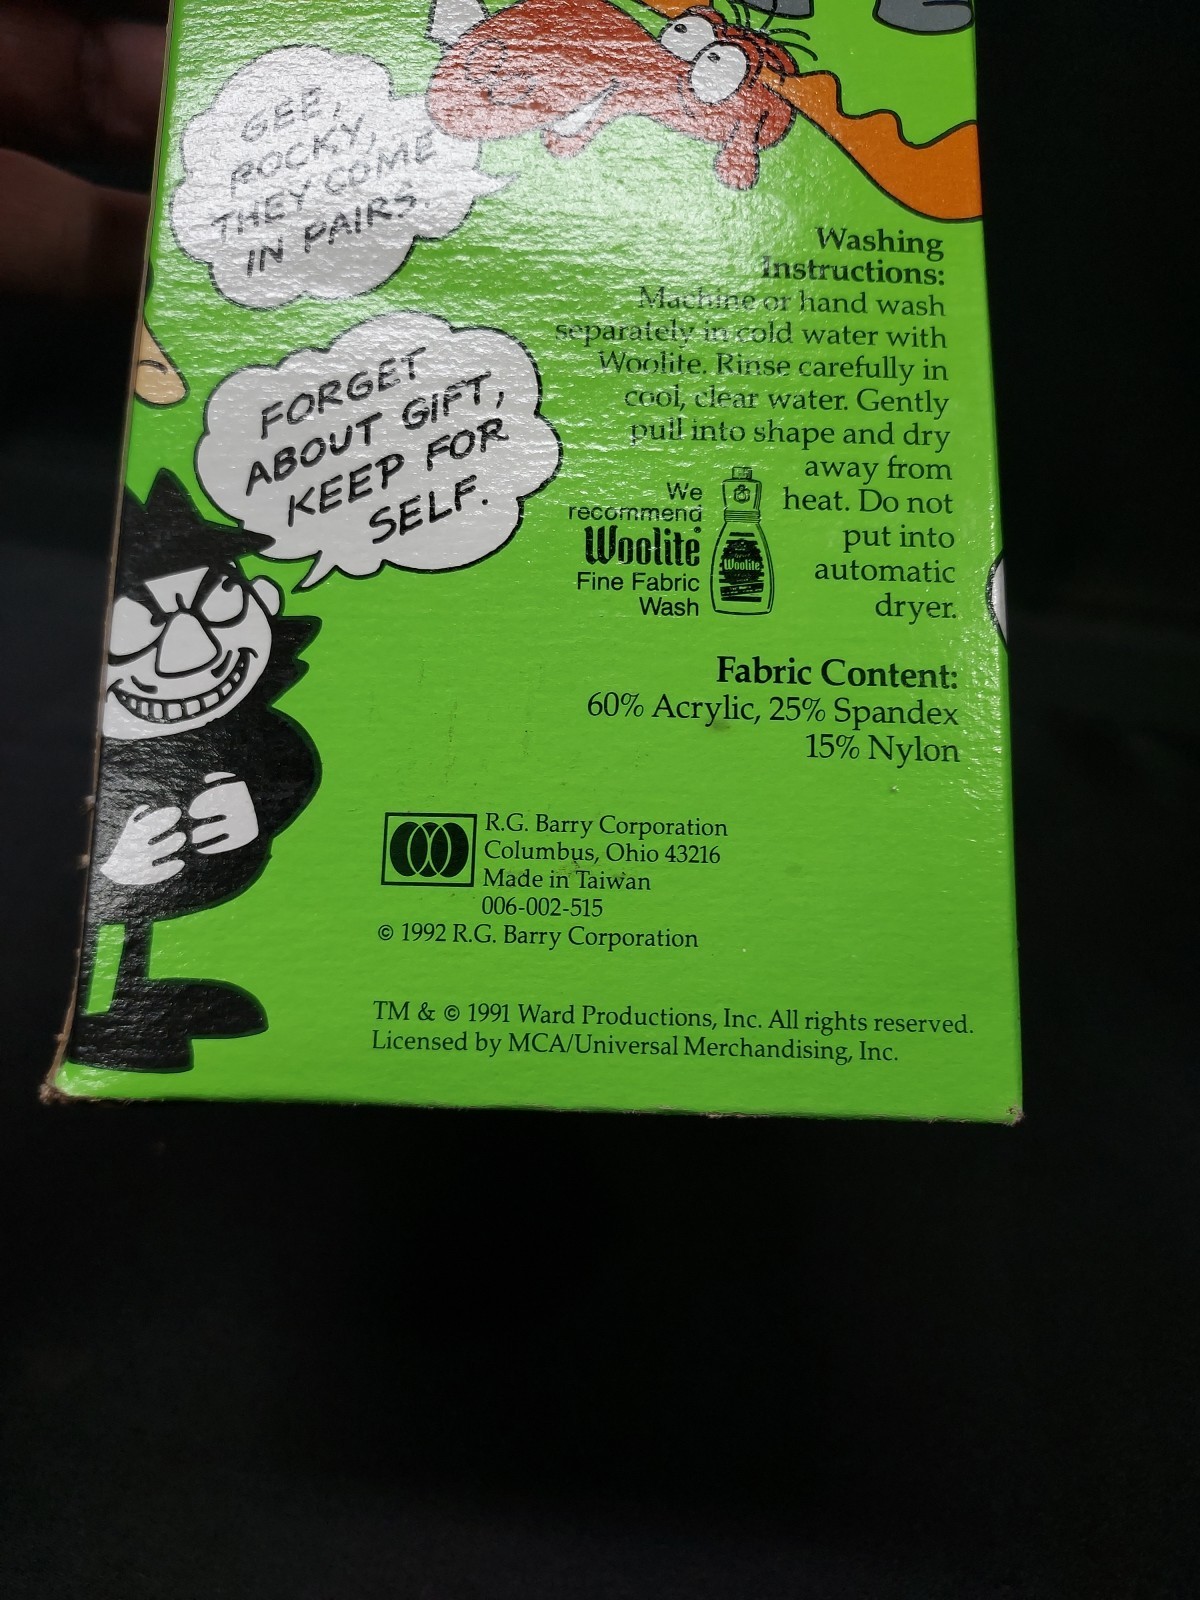 GEE,
ROCKY,
THEY COME
IN PAIRS.
FORGET
ABOUT GIFT,
KEEP FOR
SELF.
Washing
Instructions:
Machine or hand wash
separately in cold water with
Woolite. Rinse carefully in
cool, clear water. Gently
pull into shape and dry
away from
heat. Do not
put into
automatic
dryer.
We
recommend
Woolite®
Fine Fabric
Wash
Woolite
Fabric Content:
60% Acrylic, 25% Spandex
15% Nylon
R.G. Barry Corporation
Columbus, Ohio 43216
Made in Taiwan
006-002-515
© 1992 R.G. Barry Corporation
TM & © 1991 Ward Productions, Inc. All rights reserved.
Licensed by MCA/Universal Merchandising, Inc.